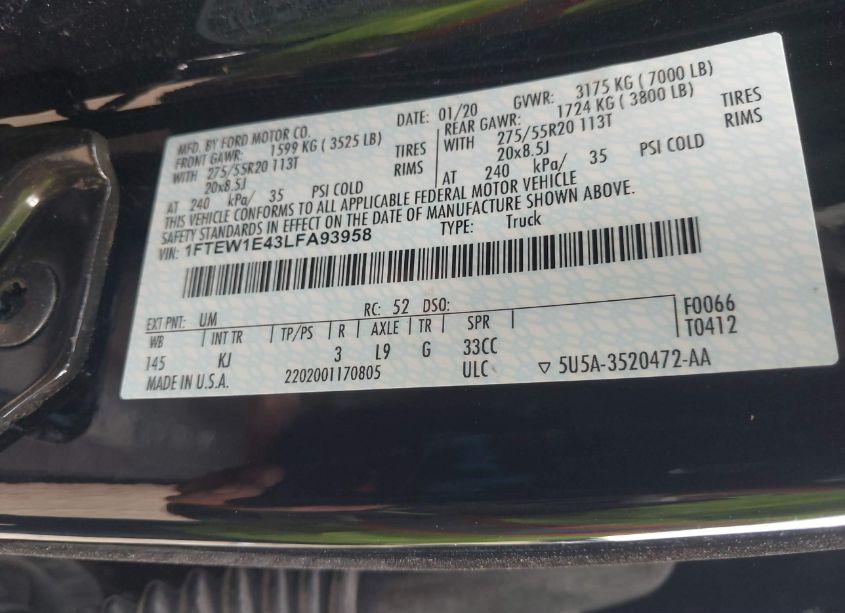 MFD. BY FORD MOTOR CO.
DATE: 01/20 GVWR: 3175 KG ( 7000 LB)
FRONT GAWR: 1599 KG ( 3525 LB)
REAR GAWR: 1724 KG ( 3800 LB)
WITH 275/55R20 113T TIRES
WITH 275/55R20 113T TIRES
20x8.5J RIMS
20x8.5J RIMS
AT 240 kPa/ 35 PSI COLD
AT 240 kPa/ 35 PSI COLD
THIS VEHICLE CONFORMS TO ALL APPLICABLE FEDERAL MOTOR VEHICLE
SAFETY STANDARDS IN EFFECT ON THE DATE OF MANUFACTURE SHOWN ABOVE.
VIN: 1FTEW1E43LFA93958 TYPE: Truck
EXT PNT: UM RC: 52 DSO:
WB INT TR TP/PS R AXLE TR SPR F0066
145 KJ 3 L9 G 33CC T0412
MADE IN U.S.A. 2202001170805 ULC ▽ 5U5A-3520472-AA